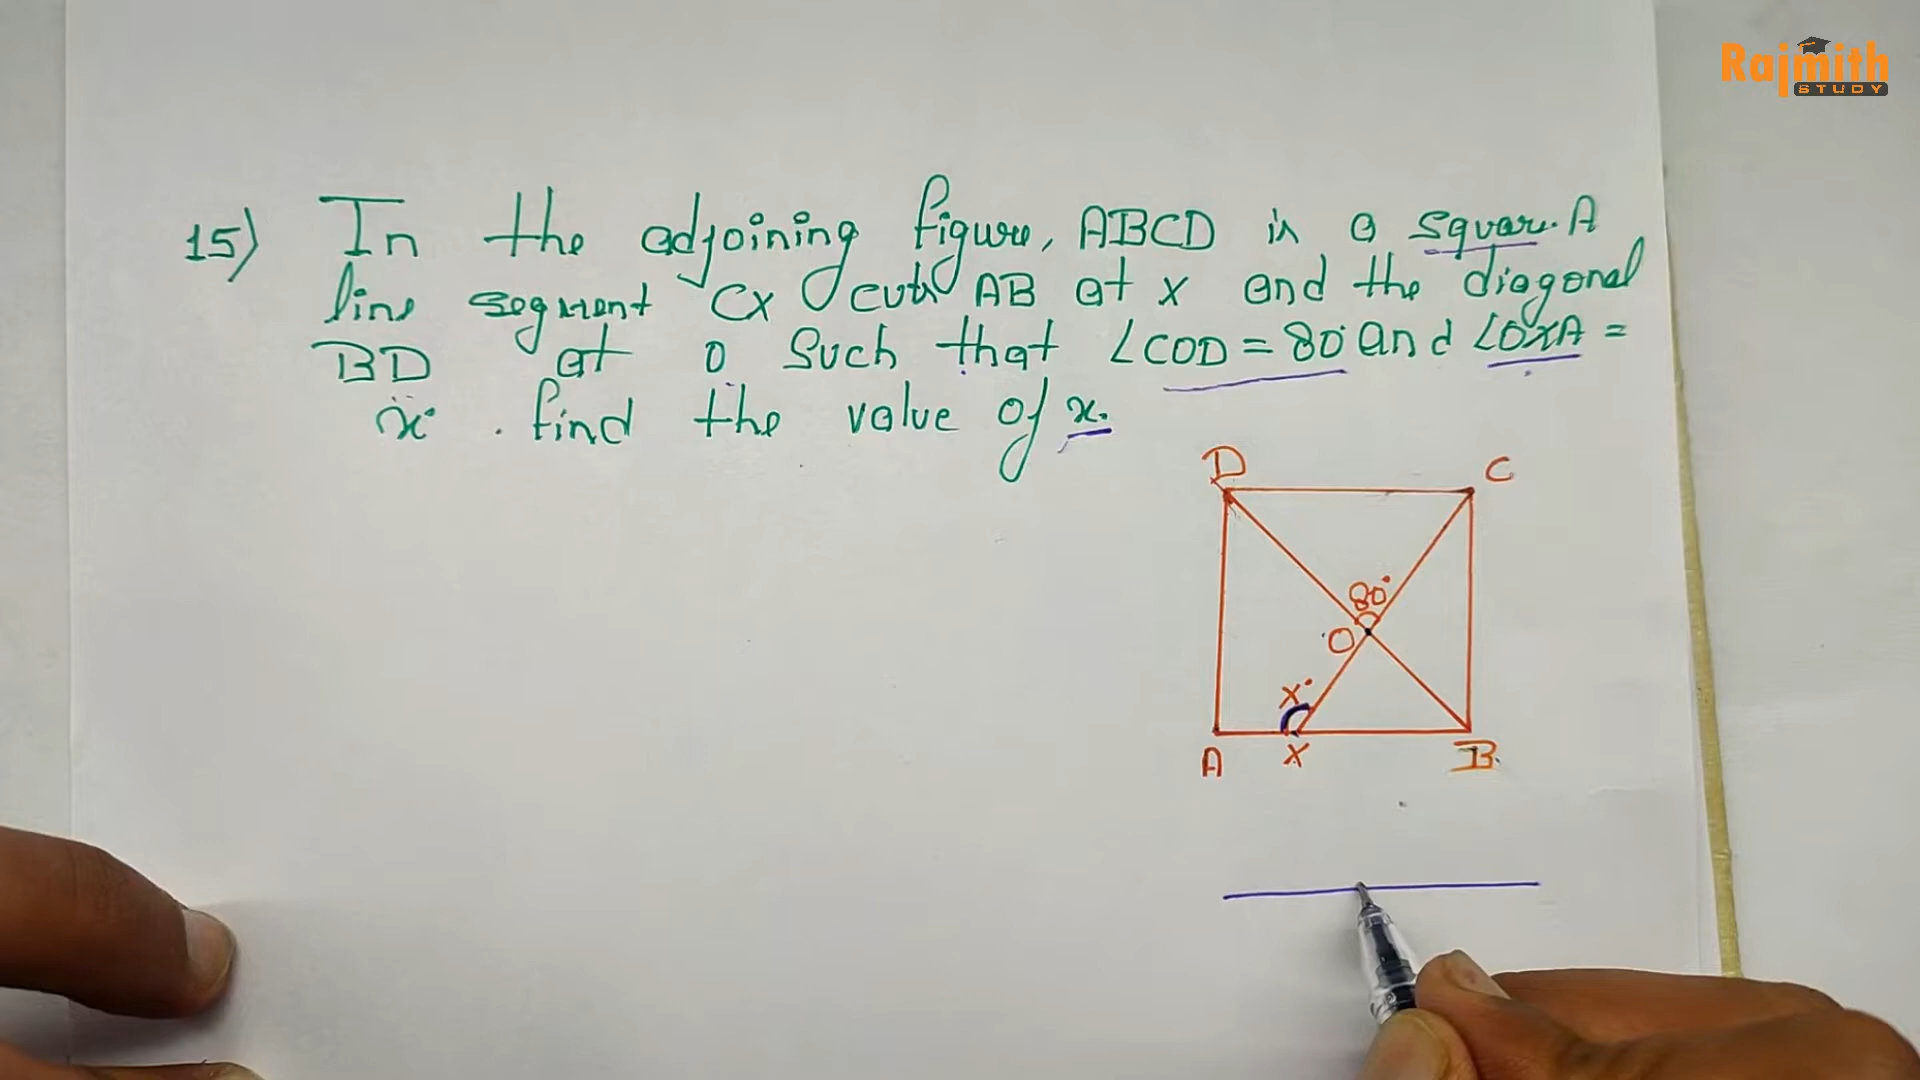 Rajmith
STUDY
15) In the adjoining figure, ABCD is a square. A
line segment CX cuts AB at X and the diagonal
BD at O such that ∠COD = 80° and ∠OXA =
x°. find the value of x.
D C
80°
O
x°
A X B